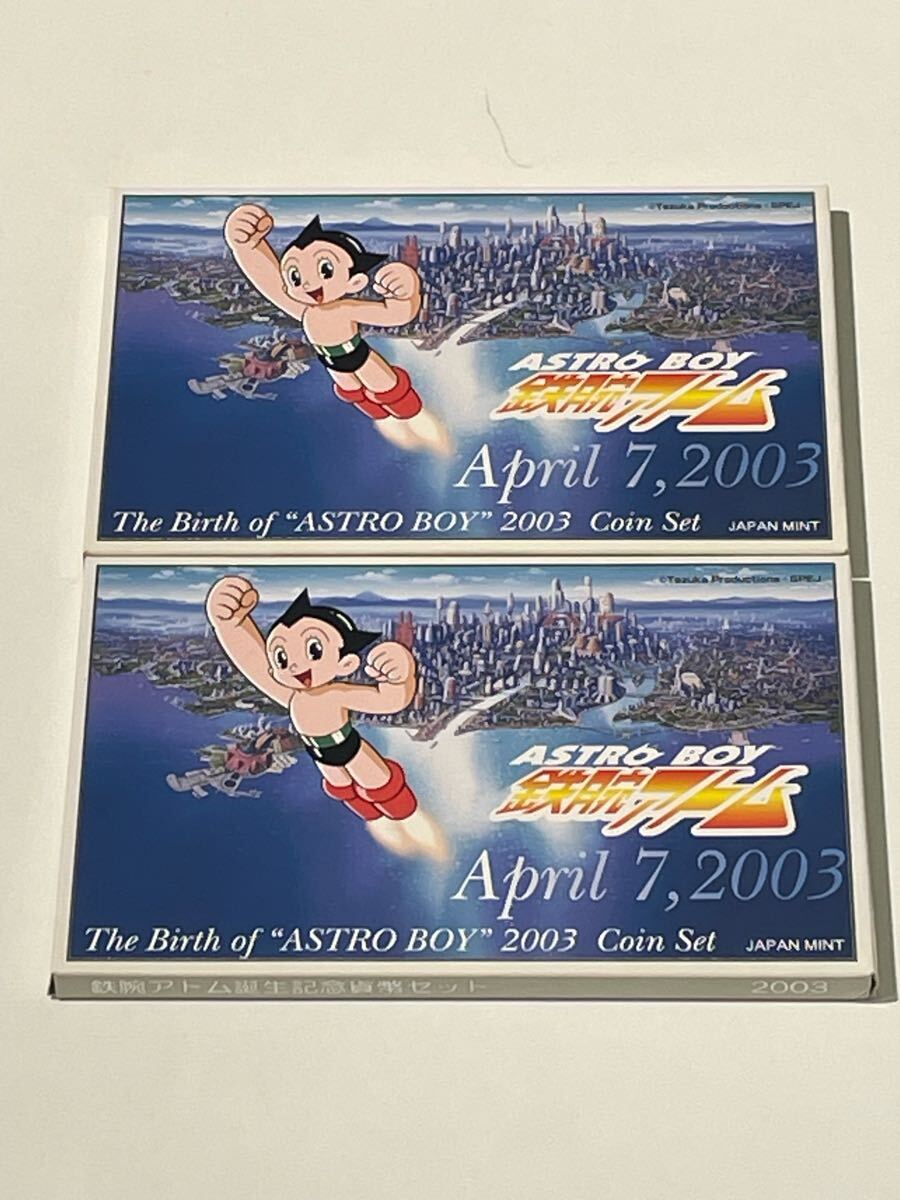 ©Tezuka Productions・SPEJ
ASTRO BOY
鉄腕アトム
April 7, 2003
The Birth of “ASTRO BOY” 2003 Coin Set JAPAN MINT
©Tezuka Productions・SPEJ
ASTRO BOY
鉄腕アトム
April 7, 2003
The Birth of “ASTRO BOY” 2003 Coin Set JAPAN MINT
鉄腕アトム誕生記念貨幣セット 2003